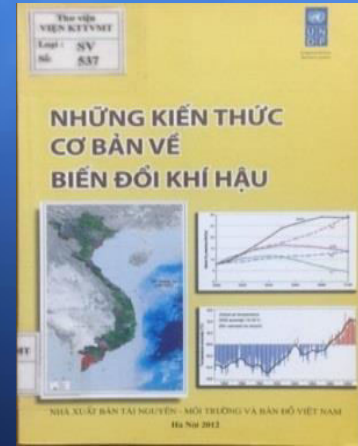 Thư viện
VIỆN KTTVMT
Loại: SV
Số: 537
U N
D P
NHỮNG KIẾN THỨC
CƠ BẢN VỀ
BIẾN ĐỔI KHÍ HẬU
MT
NHÀ XUẤT BẢN TÀI NGUYÊN - MÔI TRƯỜNG VÀ BẢN ĐỒ VIỆT NAM
Hà Nội 2012